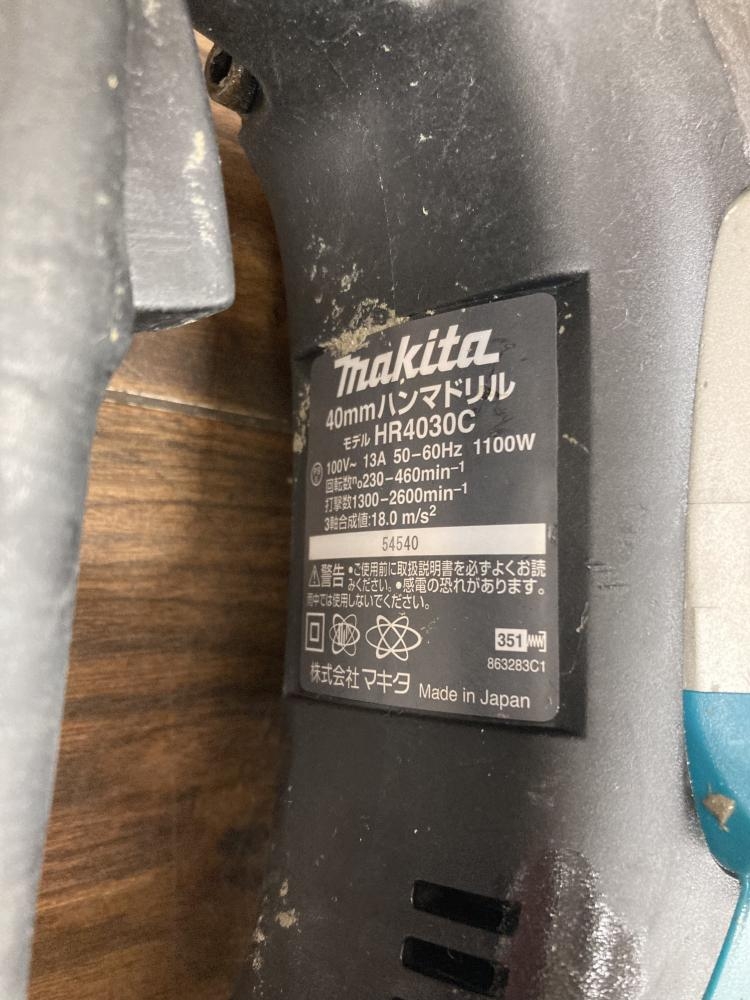 makita
40mmハンマドリル
モデル HR4030C
100V~ 13A 50-60Hz 1100W
回転数n₀230-460min⁻¹
打撃数1300-2600min⁻¹
3軸合成値:18.0 m/s²
54540
警告 •ご使用前に取扱説明書を必ずよくお読
みください。•感電の恐れがあります。
雨中では使用しないでください。
351
863283C1
株式会社マキタ Made in Japan